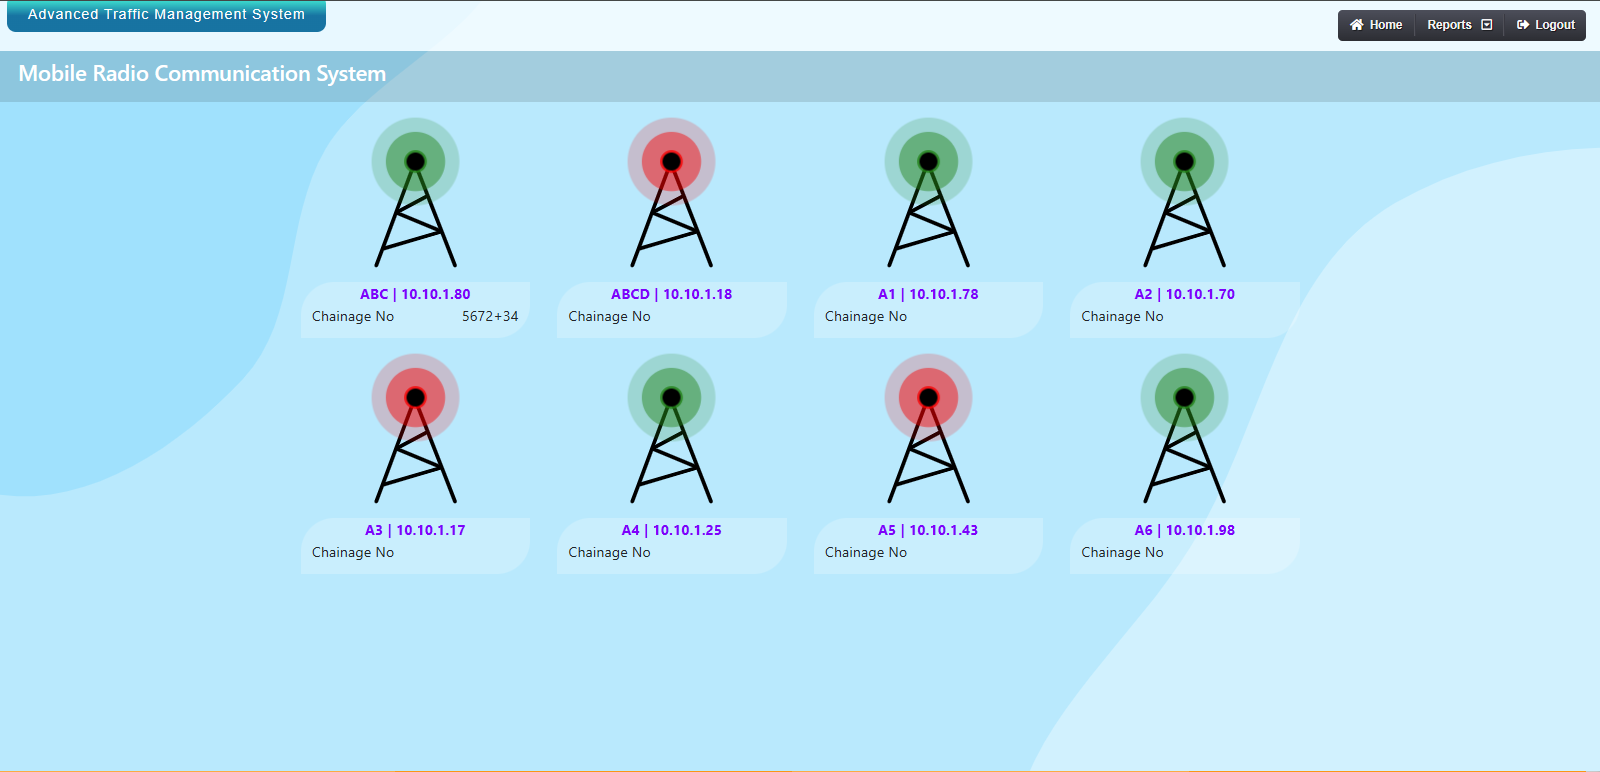 Advanced Traffic Management System
Home Reports Logout
Mobile Radio Communication System
ABC | 10.10.1.80
Chainage No 5672+34
ABCD | 10.10.1.18
Chainage No
A1 | 10.10.1.78
Chainage No
A2 | 10.10.1.70
Chainage No
A3 | 10.10.1.17
Chainage No
A4 | 10.10.1.25
Chainage No
A5 | 10.10.1.43
Chainage No
A6 | 10.10.1.98
Chainage No